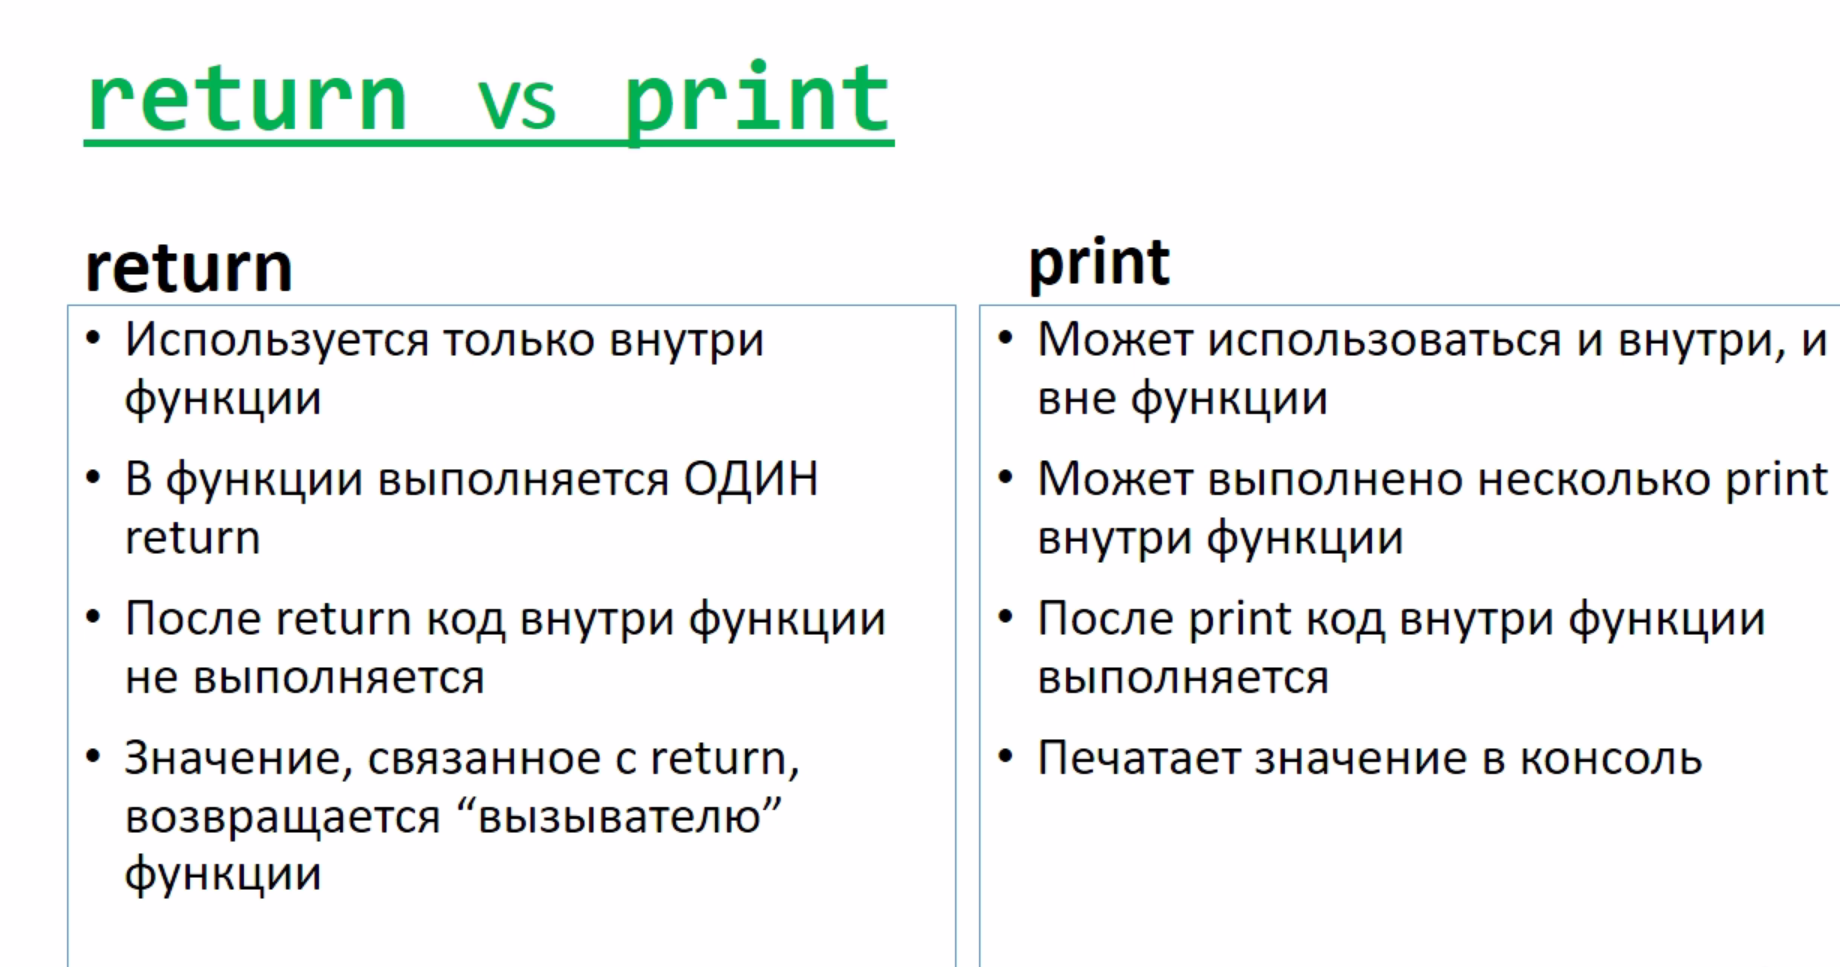 return vs print
return
• Используется только внутри
функции
• В функции выполняется ОДИН
return
• После return код внутри функции
не выполняется
• Значение, связанное с return,
возвращается “вызывателю”
функции
print
• Может использоваться и внутри, и
вне функции
• Может выполнено несколько print
внутри функции
• После print код внутри функции
выполняется
• Печатает значение в консоль